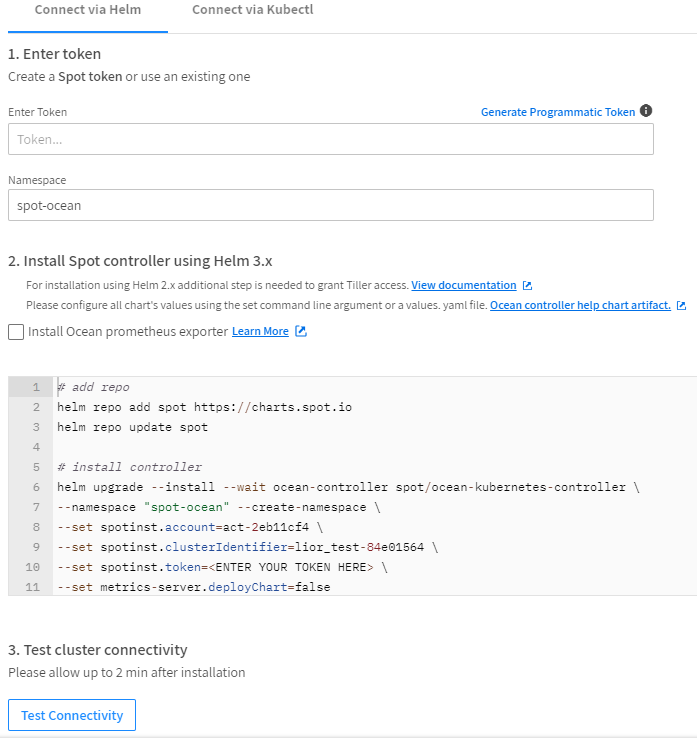 Connect via Helm
Connect via Kubectl
1. Enter token
Create a Spot token or use an existing one
Enter Token
Generate Programmatic Token
Token...
Namespace
spot-ocean
2. Install Spot controller using Helm 3.x
For installation using Helm 2.x additional step is needed to grant Tiller access. View documentation
Please configure all chart's values using the set command line argument or a values. yaml file. Ocean controller help chart artifact.
Install Ocean prometheus exporter Learn More
1 # add repo
2 helm repo add spot https://charts.spot.io
3 helm repo update spot
4
5 # install controller
6 helm upgrade --install --wait ocean-controller spot/ocean-kubernetes-controller \
7 --namespace "spot-ocean" --create-namespace \
8 --set spotinst.account=act-2eb11cf4 \
9 --set spotinst.clusterIdentifier=lior_test-84e01564 \
10 --set spotinst.token=<ENTER YOUR TOKEN HERE> \
11 --set metrics-server.deployChart=false
3. Test cluster connectivity
Please allow up to 2 min after installation
Test Connectivity